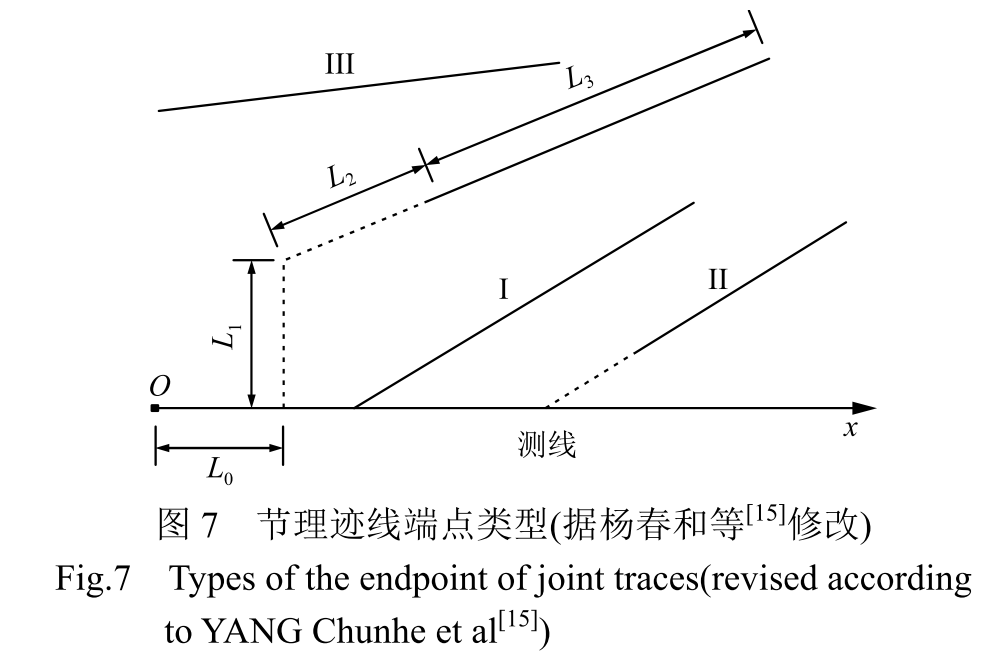 III
L₃
L₂
I
II
L₁
O
x
测线
L₀
图 7 节理迹线端点类型(据杨春和等[15]修改)
Fig.7 Types of the endpoint of joint traces(revised according
to YANG Chunhe et al[15])